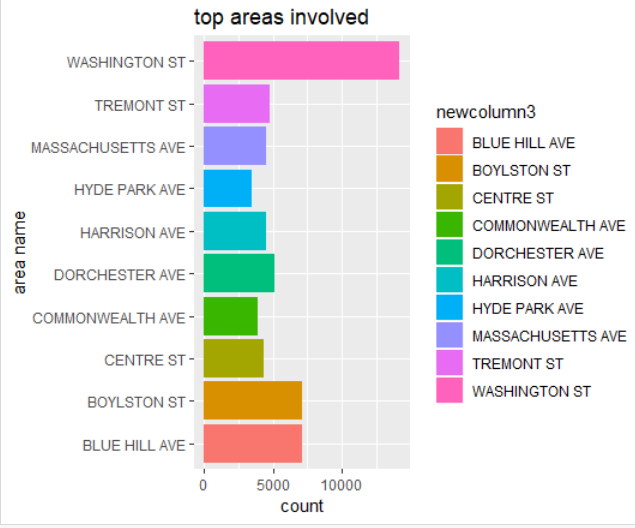 top areas involved
WASHINGTON ST
TREMONT ST
MASSACHUSETTS AVE
HYDE PARK AVE
HARRISON AVE
DORCHESTER AVE
COMMONWEALTH AVE
CENTRE ST
BOYLSTON ST
BLUE HILL AVE
area name
0 5000 10000
count
newcolumn3
BLUE HILL AVE
BOYLSTON ST
CENTRE ST
COMMONWEALTH AVE
DORCHESTER AVE
HARRISON AVE
HYDE PARK AVE
MASSACHUSETTS AVE
TREMONT ST
WASHINGTON ST